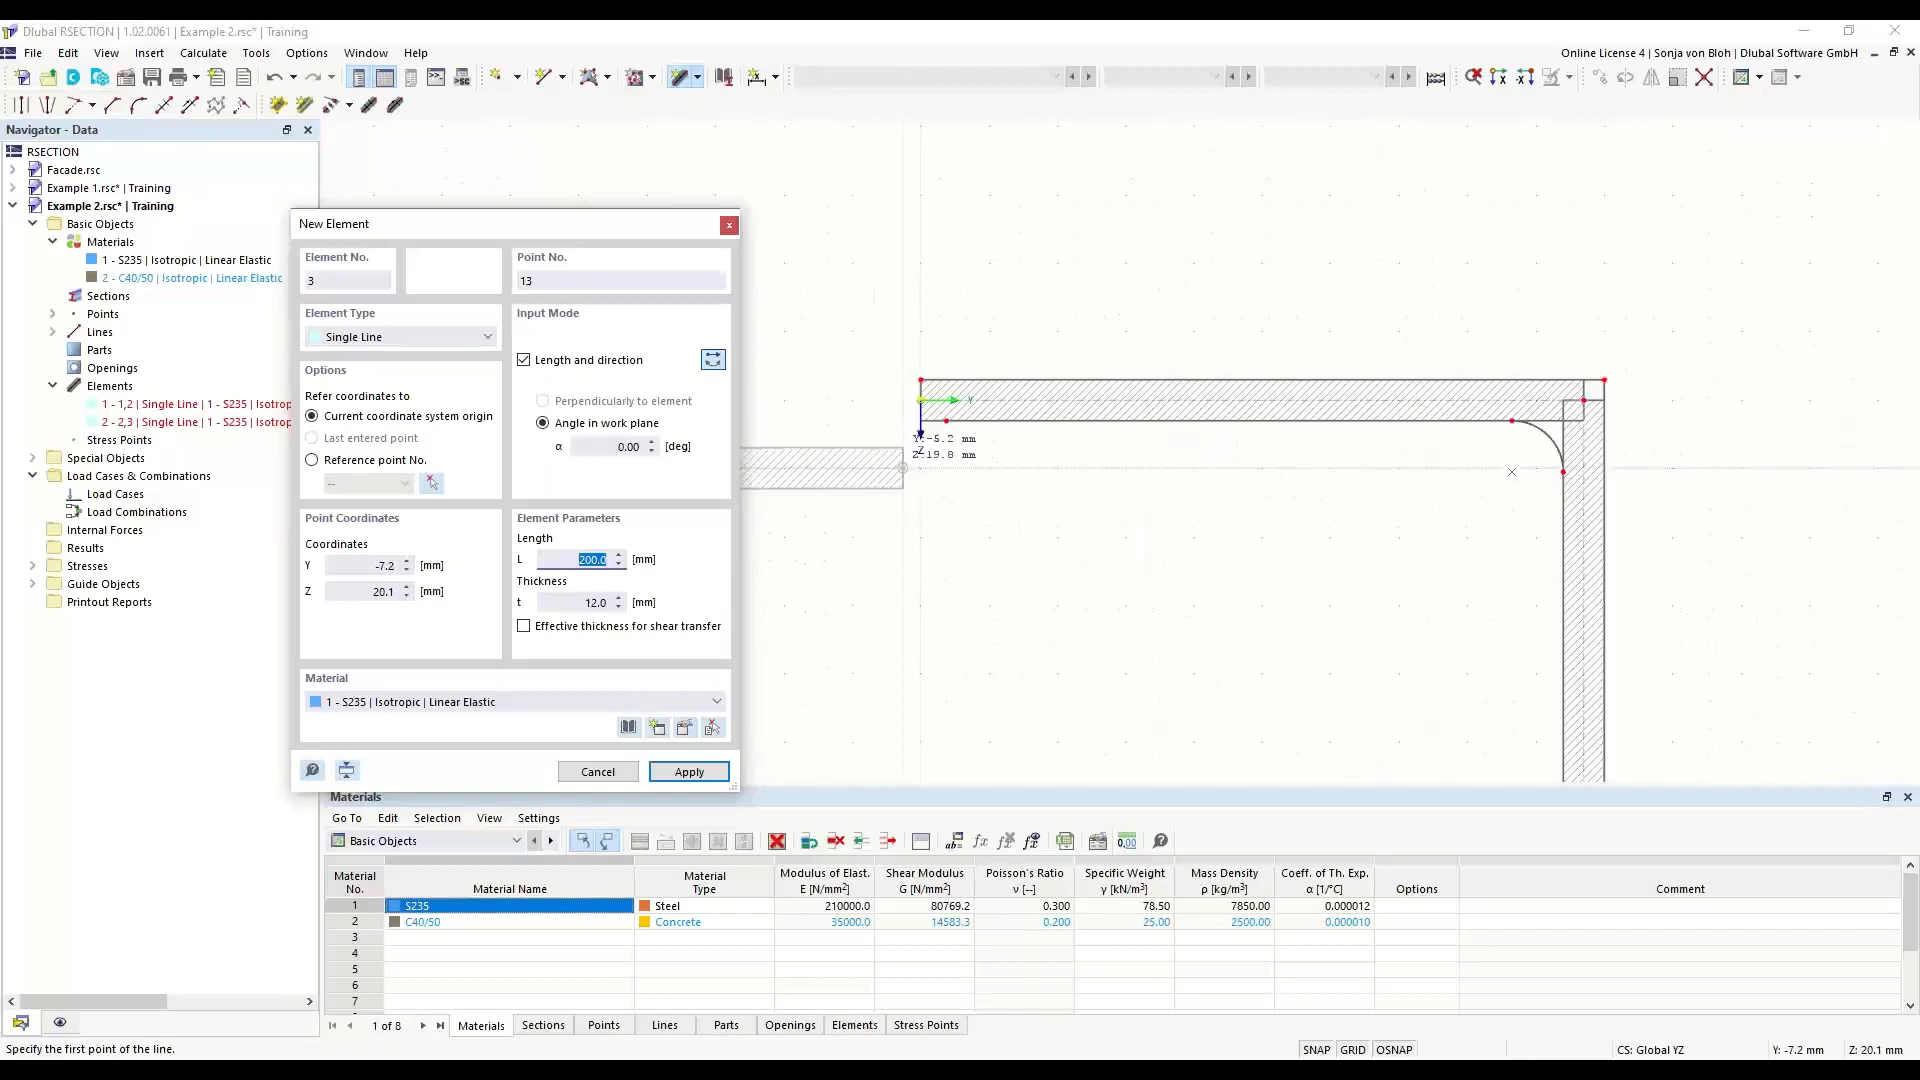 Dlubal RSECTION | 1.02.0061 | Example 2.rsc* | Training
File Edit View Insert Calculate Tools Options Window Help
Online License 4 | Sonja von Bloh | Dlubal Software GmbH
Navigator - Data
RSECTION
Facade.rsc
Example 1.rsc* | Training
Example 2.rsc* | Training
Basic Objects
Materials
1 - S235 | Isotropic | Linear Elastic
2 - C40/50 | Isotropic | Linear Elastic
Sections
Points
Lines
Parts
Openings
Elements
1 - 1,2 | Single Line | 1 - S235 | Isotrop
2 - 2,3 | Single Line | 1 - S235 | Isotrop
Stress Points
Special Objects
Load Cases & Combinations
Load Cases
Load Combinations
Internal Forces
Results
Stresses
Guide Objects
Printout Reports
New Element
Element No.
3
Point No.
13
Element Type
Single Line
Input Mode
Length and direction
Perpendicularly to element
Angle in work plane
α 0.00 [deg]
Options
Refer coordinates to
Current coordinate system origin
Last entered point
Reference point No.
--
Point Coordinates
Coordinates
Y -7.2 [mm]
Z 20.1 [mm]
Element Parameters
Length
L 200.0 [mm]
Thickness
t 12.0 [mm]
Effective thickness for shear transfer
Material
1 - S235 | Isotropic | Linear Elastic
Cancel Apply
Y
Y:-5.2 mm
Z:19.8 mm
Materials
Go To Edit Selection View Settings
Basic Objects
Material No. Material Name Material Type Modulus of Elast. E [N/mm²] Shear Modulus G [N/mm²] Poisson's Ratio ν [--] Specific Weight γ [kN/m³] Mass Density ρ [kg/m³] Coeff. of Th. Exp. α [1/°C] Options Comment
1 S235 Steel 210000.0 80769.2 0.300 78.50 7850.00 0.000012
2 C40/50 Concrete 35000.0 14583.3 0.200 25.00 2500.00 0.000010
3
4
5
6
7
1 of 8 Materials Sections Points Lines Parts Openings Elements Stress Points
Specify the first point of the line.
SNAP GRID OSNAP CS: Global YZ Y: -7.2 mm Z: 20.1 mm